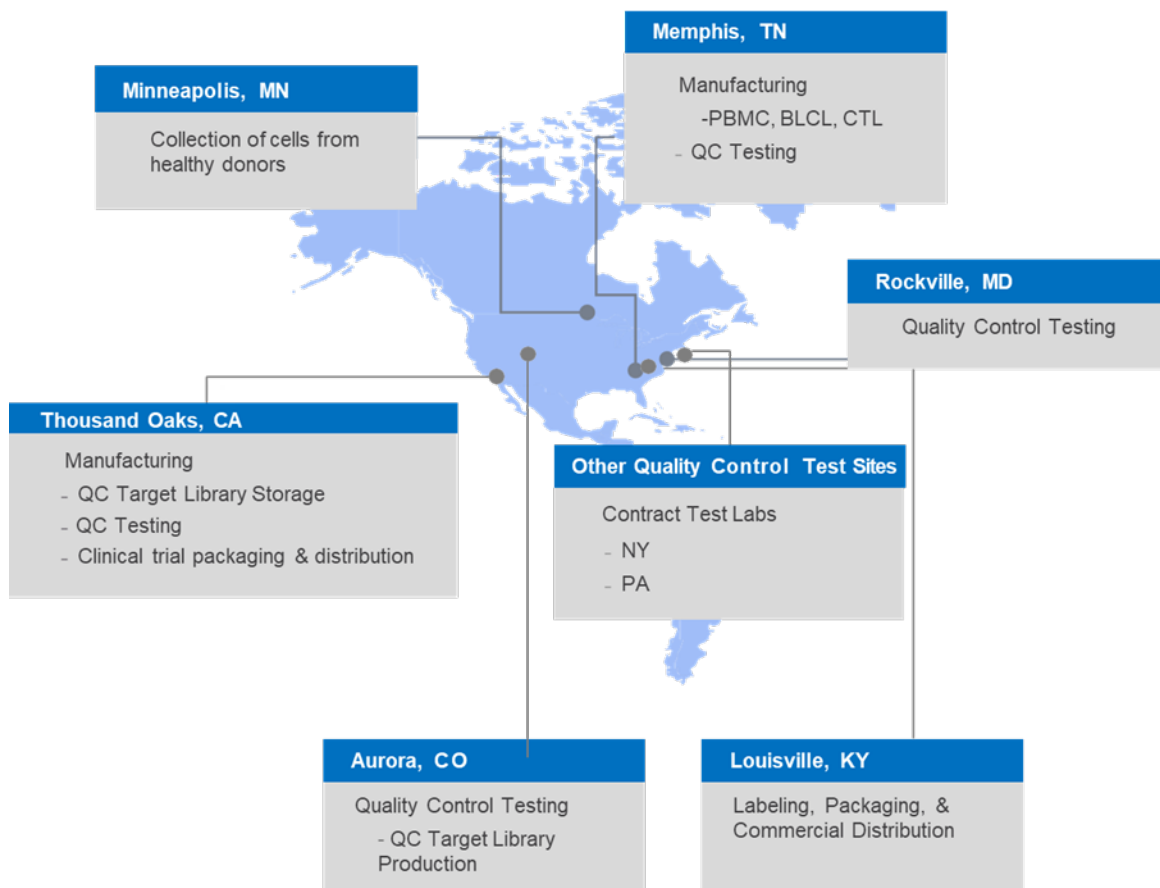 Memphis, TN
Manufacturing
-PBMC, BLCL, CTL
- QC Testing
Minneapolis, MN
Collection of cells from
healthy donors
Rockville, MD
Quality Control Testing
Thousand Oaks, CA
Manufacturing
- QC Target Library Storage
- QC Testing
- Clinical trial packaging & distribution
Other Quality Control Test Sites
Contract Test Labs
- NY
- PA
Aurora, CO
Quality Control Testing
- QC Target Library
Production
Louisville, KY
Labeling, Packaging, &
Commercial Distribution